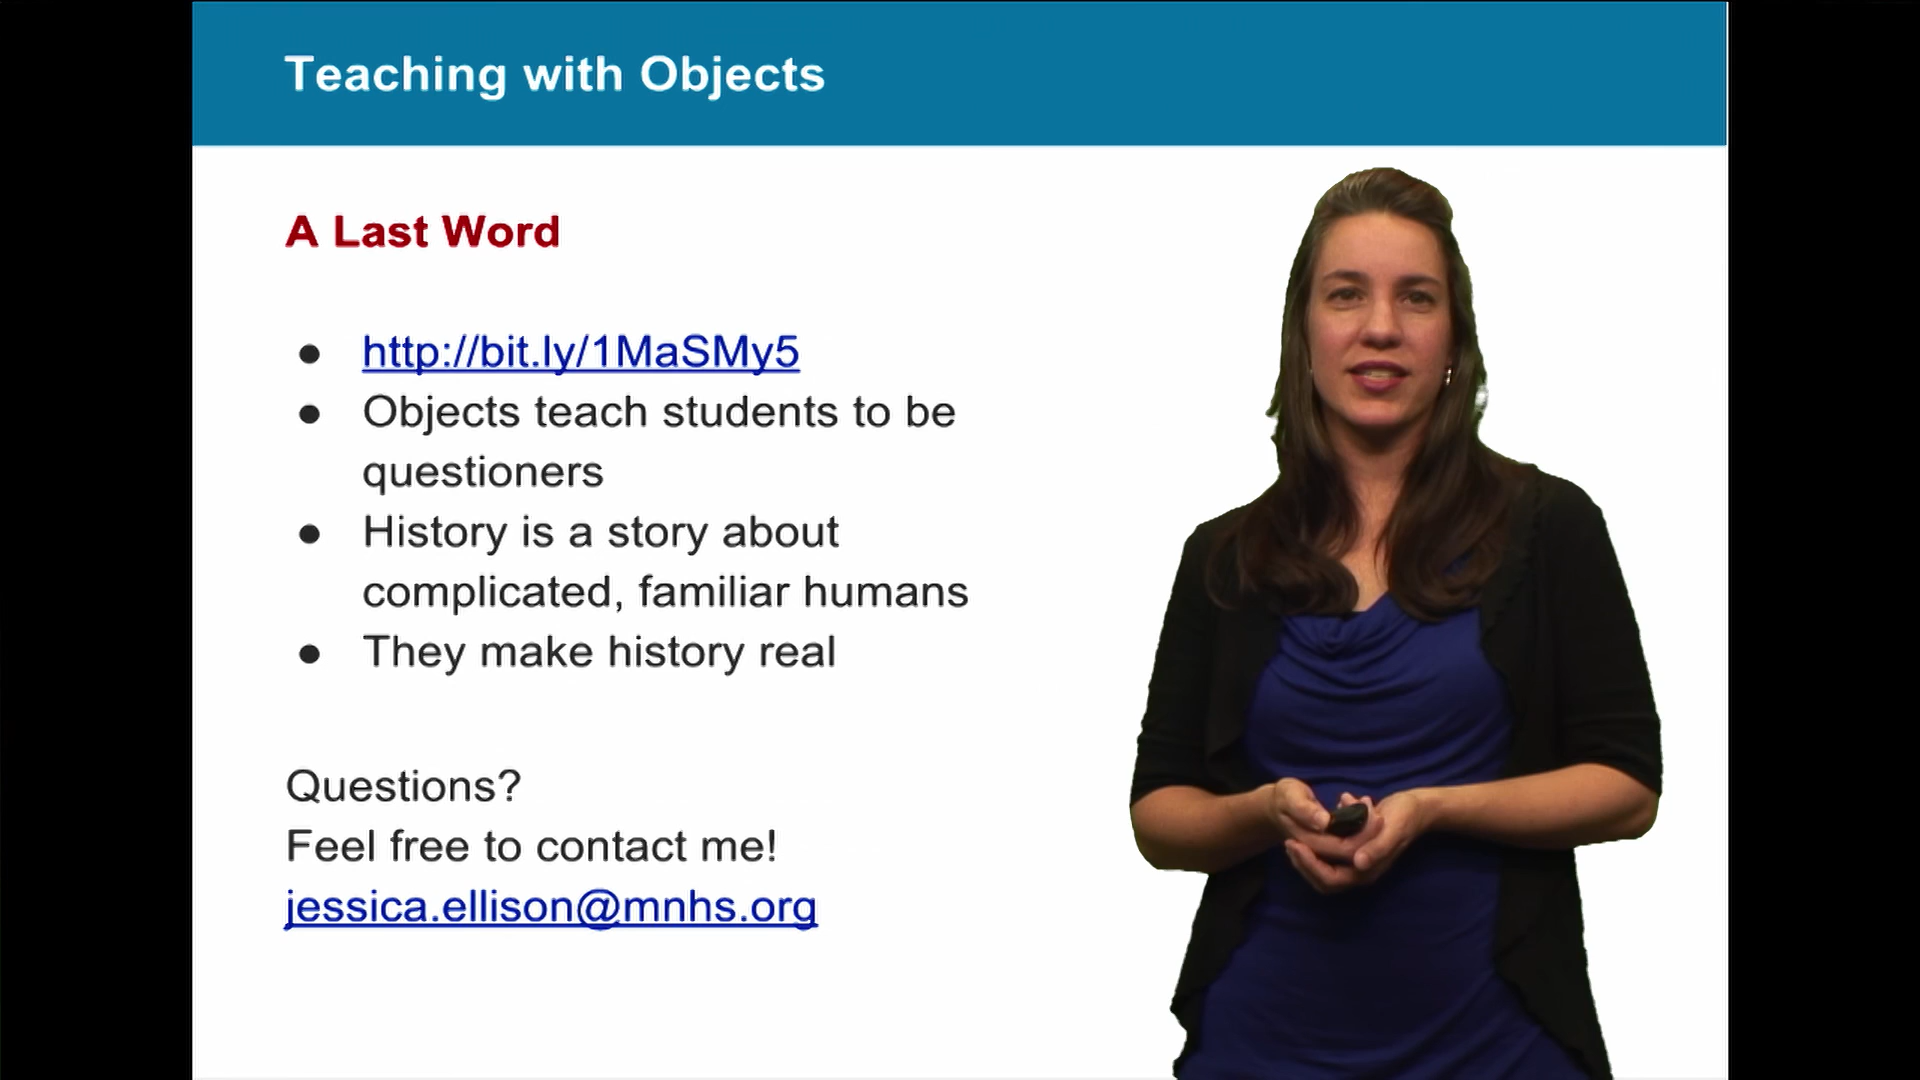 Teaching with Objects
A Last Word
● http://bit.ly/1MaSMy5
● Objects teach students to be
questioners
● History is a story about
complicated, familiar humans
● They make history real
Questions?
Feel free to contact me!
jessica.ellison@mnhs.org